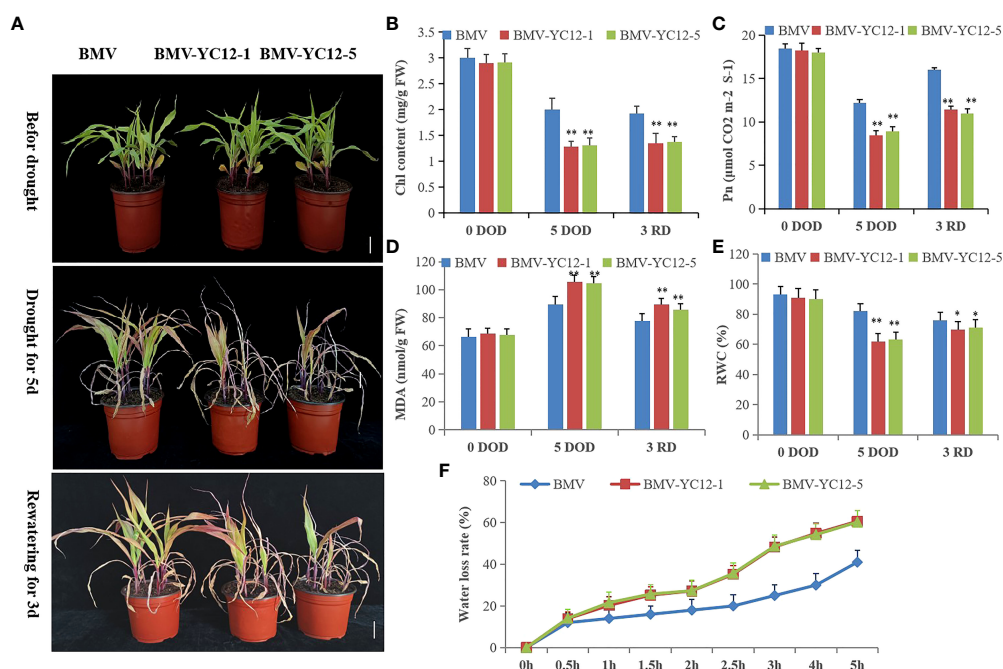 A
BMV BMV-YC12-1 BMV-YC12-5
Befor drought
Drought for 5d
Rewatering for 3d
B
BMV BMV-YC12-1 BMV-YC12-5
Chl content (mg/g FW)
3.5
3
2.5
2
1.5
1
0.5
0
** **
** **
0 DOD 5 DOD 3 RD
C
BMV BMV-YC12-1 BMV-YC12-5
Pn (μmol CO2 m-2 S-1)
20
15
10
5
0
** **
** **
0 DOD 5 DOD 3 RD
D
BMV BMV-YC12-1 BMV-YC12-5
MDA (nmol/g FW)
120
100
80
60
40
20
0
** **
** **
0 DOD 5 DOD 3 RD
E
BMV BMV-YC12-1 BMV-YC12-5
RWC (%)
120
100
80
60
40
20
0
** **
* *
0 DOD 5 DOD 3 RD
F
BMV BMV-YC12-1 BMV-YC12-5
Water loss rate (%)
80
60
40
20
0
0h 0.5h 1h 1.5h 2h 2.5h 3h 4h 5h